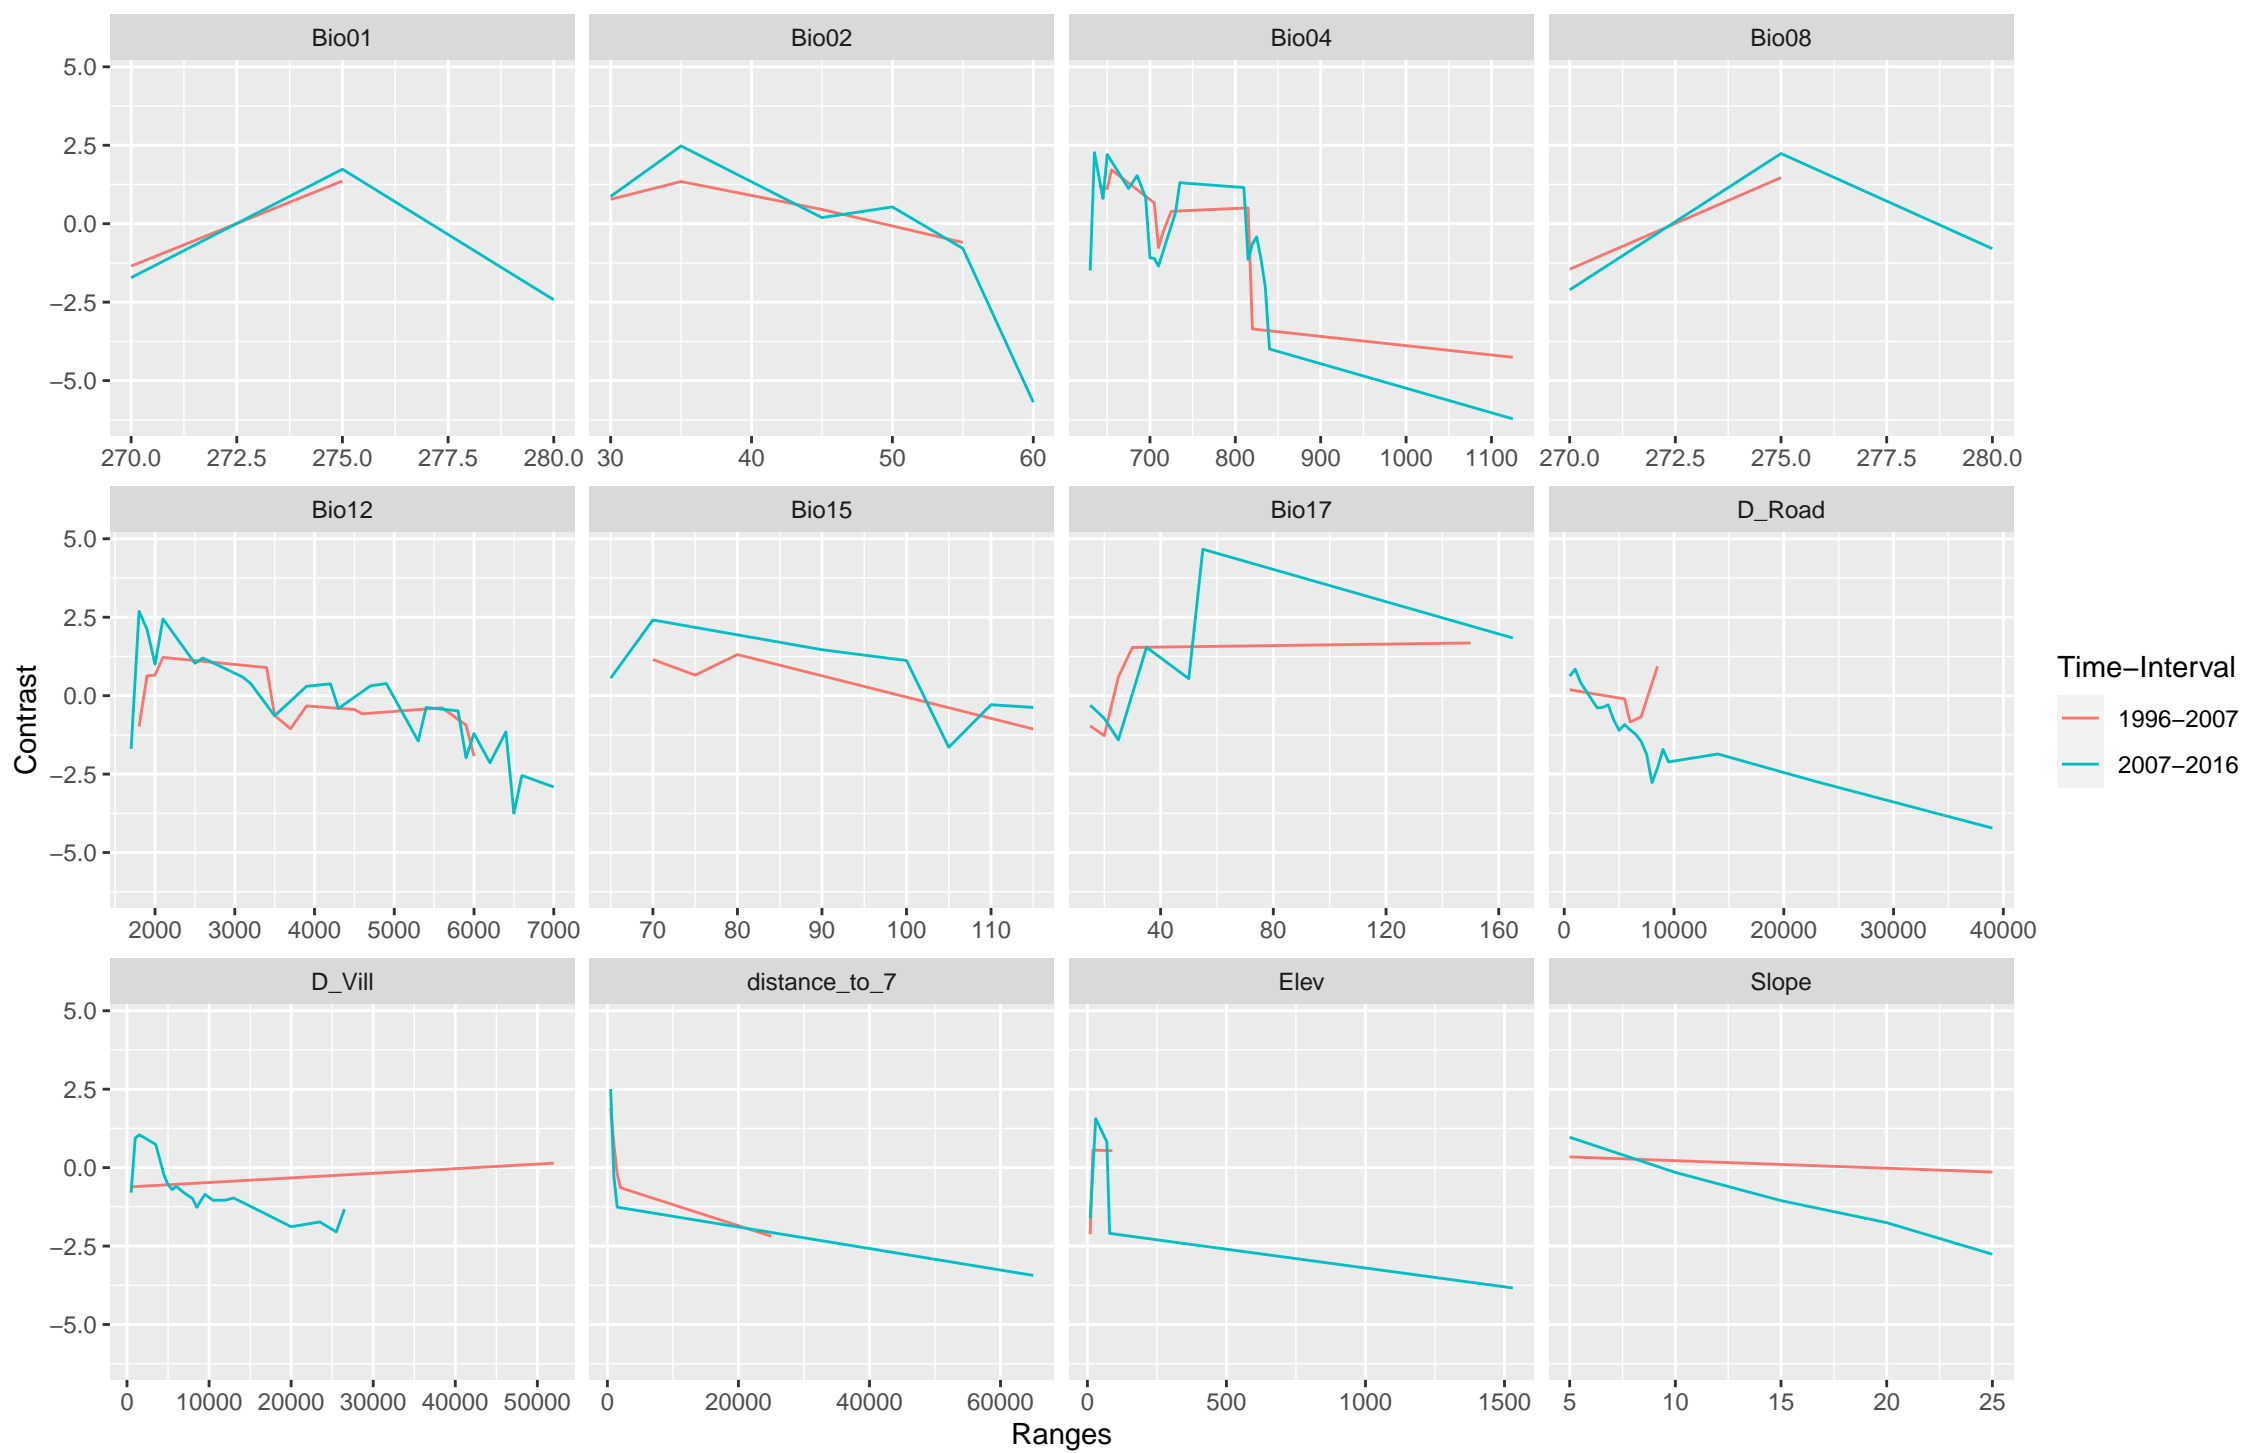 Bio01 Bio02 Bio04 Bio08
5.0
2.5
0.0
−2.5
−5.0
270.0 272.5 275.0 277.5 280.0 30 40 50 60 700 800 900 1000 1100 270.0 272.5 275.0 277.5 280.0
Bio12 Bio15 Bio17 D_Road
5.0
2.5
0.0
−2.5
−5.0
2000 3000 4000 5000 6000 7000 70 80 90 100 110 40 80 120 160 0 10000 20000 30000 40000
D_Vill distance_to_7 Elev Slope
5.0
2.5
0.0
−2.5
−5.0
0 10000 20000 30000 40000 50000 0 20000 40000 60000 0 500 1000 1500 5 10 15 20 25
Ranges
Contrast
Time−Interval
1996−2007
2007−2016